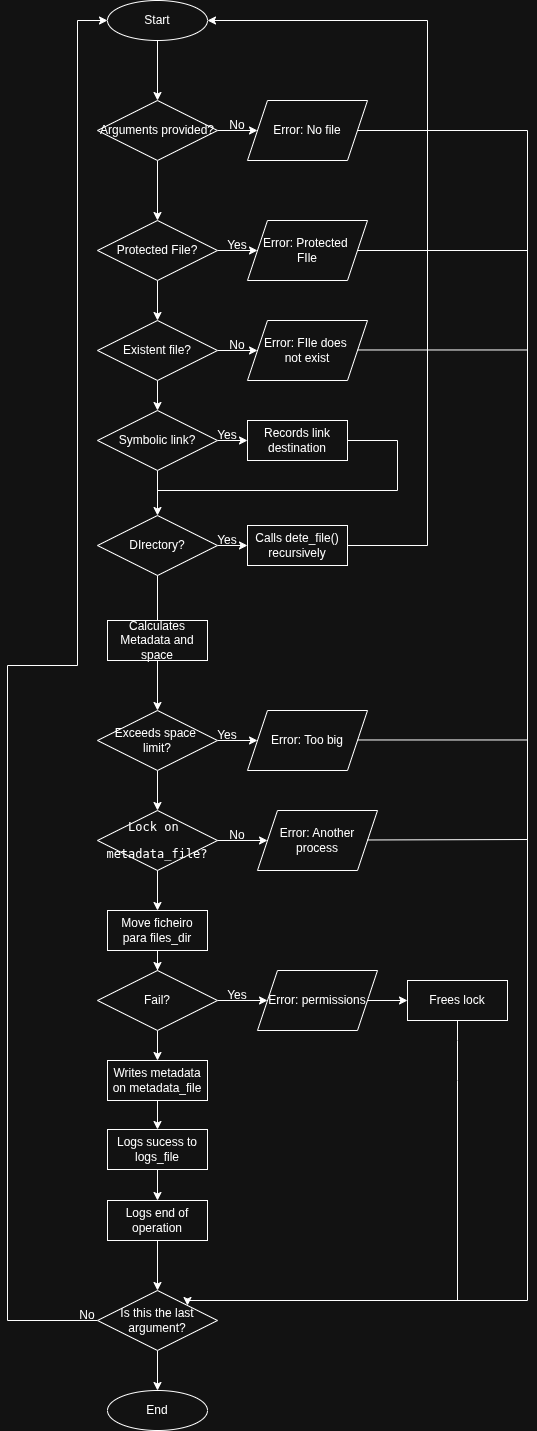 Start
Arguments provided?
No
Error: No file
Protected File?
Yes
Error: Protected
FIle
Existent file?
No
Error: FIle does
not exist
Symbolic link?
Yes
Records link
destination
DIrectory?
Yes
Calls dete_file()
recursively
Calculates
Metadata and
space
Exceeds space
limit?
Yes
Error: Too big
Lock on
metadata_file?
No
Error: Another
process
Move ficheiro
para files_dir
Fail?
Yes
Error: permissions
Frees lock
Writes metadata
on metadata_file
Logs sucess to
logs_file
Logs end of
operation
Is this the last
argument?
No
End